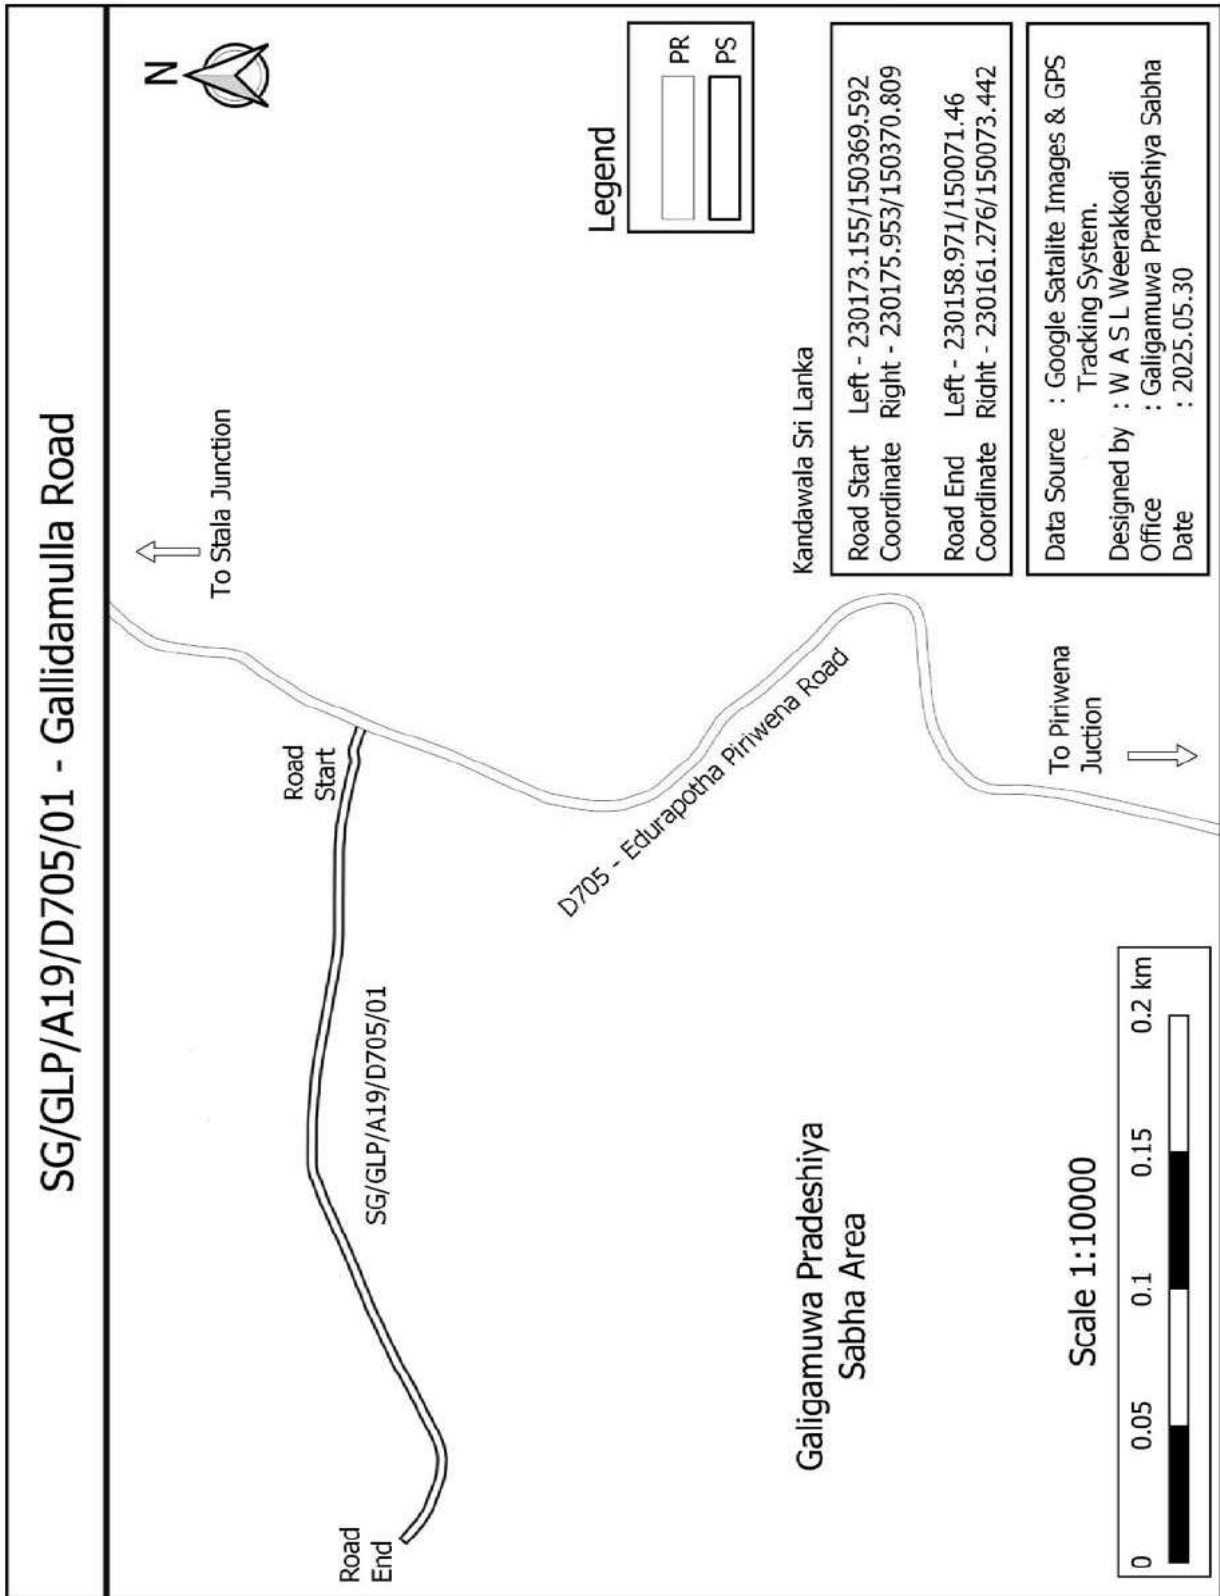 SG/GLP/A19/D705/01 - Gallidamulla Road
N
To Stala Junction
Road
Start
Road
End
SG/GLP/A19/D705/01
D705 - Edurapotha Piriwena Road
Legend
PR
PS
Galigamuwa Pradeshiya
Sabha Area
Kandawala Sri Lanka
Road Start Left - 230173.155/150369.592
Coordinate Right - 230175.953/150370.809
Road End Left - 230158.971/150071.46
Coordinate Right - 230161.276/150073.442
To Piriwena
Juction
Scale 1:10000
0 0.05 0.1 0.15 0.2 km
Data Source : Google Satalite Images & GPS
Tracking System.
Designed by : W A S L Weerakkodi
Office : Galigamuwa Pradeshiya Sabha
Date : 2025.05.30